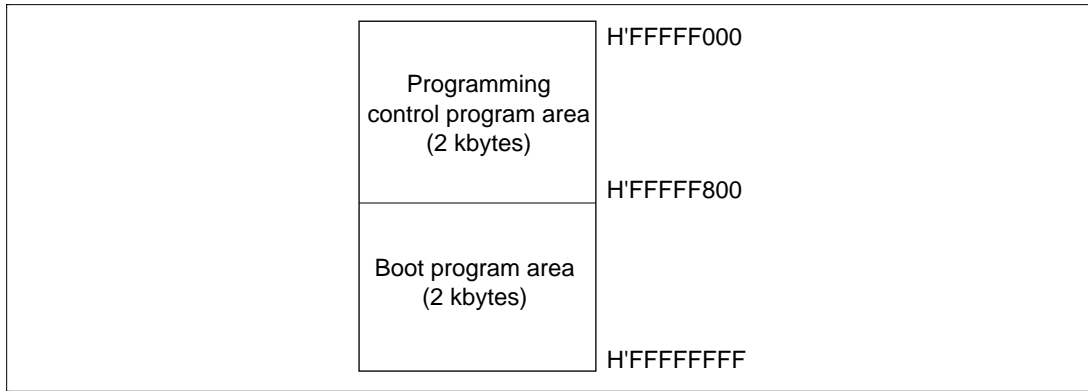 H'FFFFF000
Programming
control program area
(2 kbytes)
H'FFFFF800
Boot program area
(2 kbytes)
H'FFFFFFFF